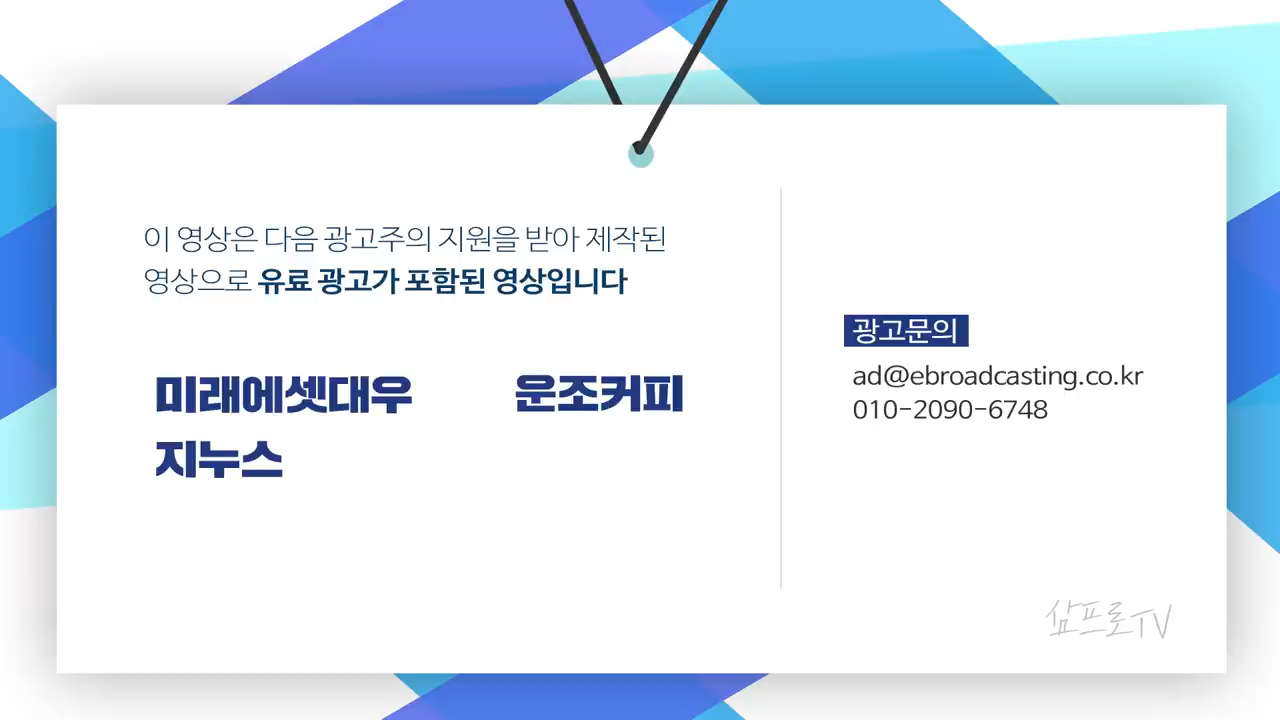 이 영상은 다음 광고주의 지원을 받아 제작된
영상으로 유료 광고가 포함된 영상입니다
미래에셋대우 운조커피
지누스
광고문의
ad@ebroadcasting.co.kr
010-2090-6748
삼프로TV